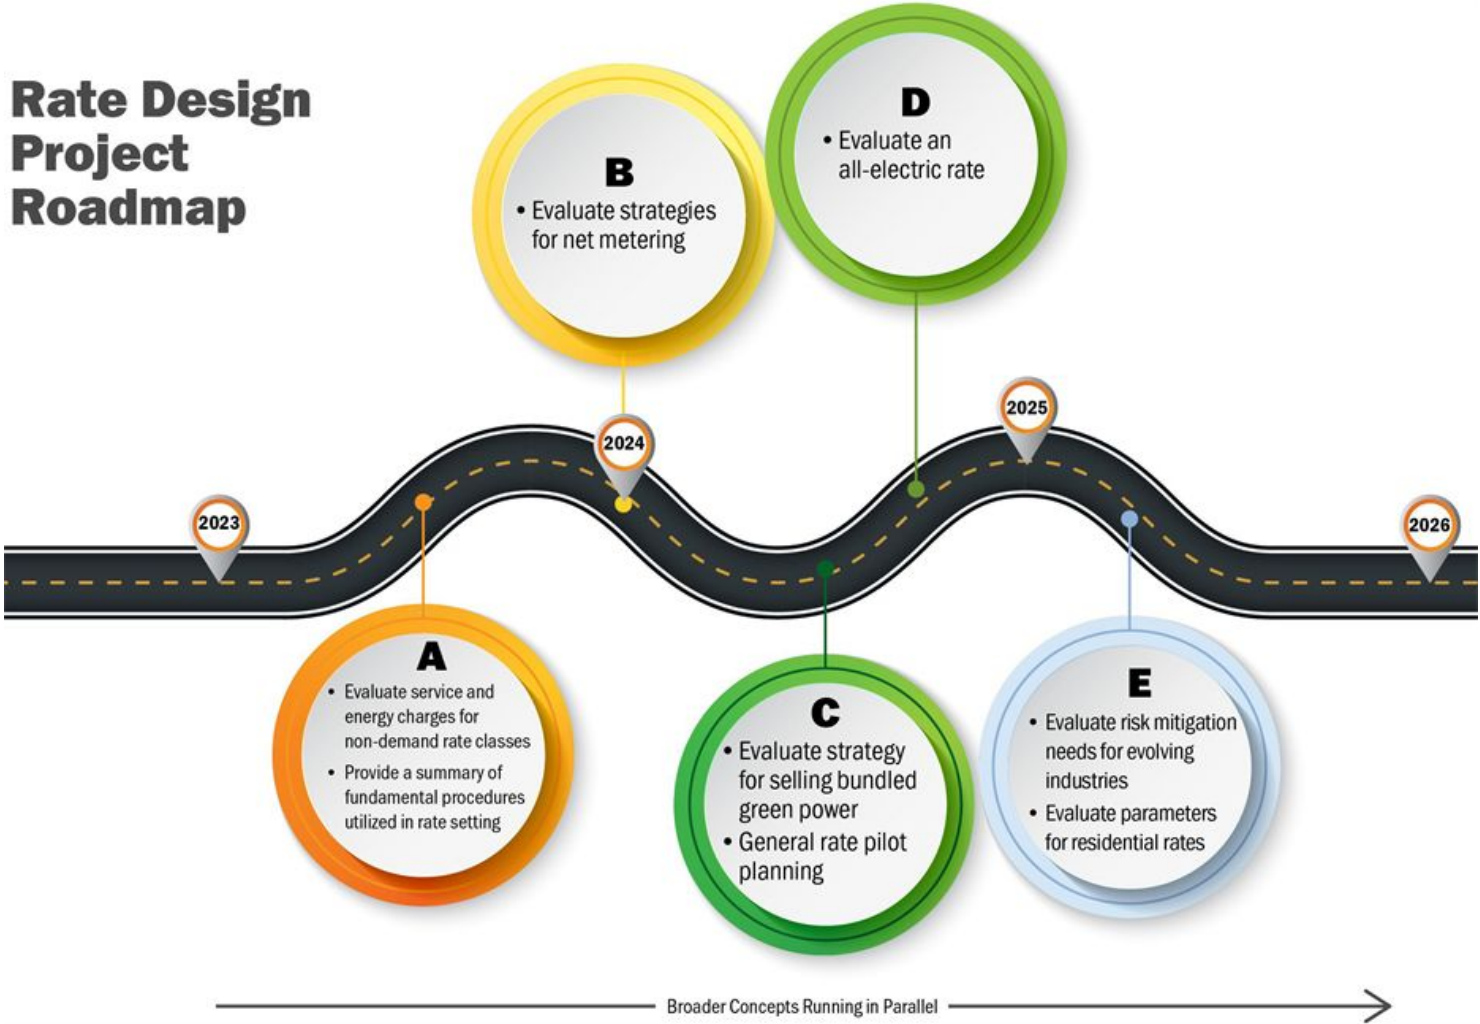 Rate Design
Project
Roadmap
B
• Evaluate strategies
for net metering
D
• Evaluate an
all-electric rate
2023
2024
2025
2026
A
• Evaluate service and
energy charges for
non-demand rate classes
• Provide a summary of
fundamental procedures
utilized in rate setting
C
• Evaluate strategy
for selling bundled
green power
• General rate pilot
planning
E
• Evaluate risk mitigation
needs for evolving
industries
• Evaluate parameters
for residential rates
Broader Concepts Running in Parallel